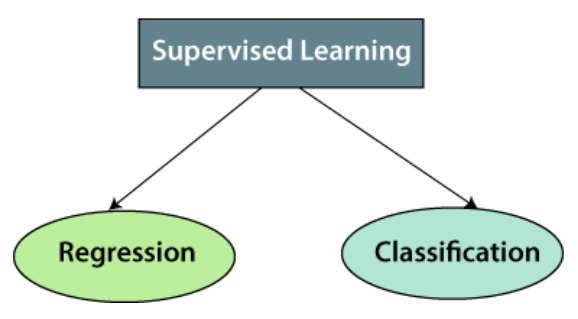 Supervised Learning
Regression
Classification